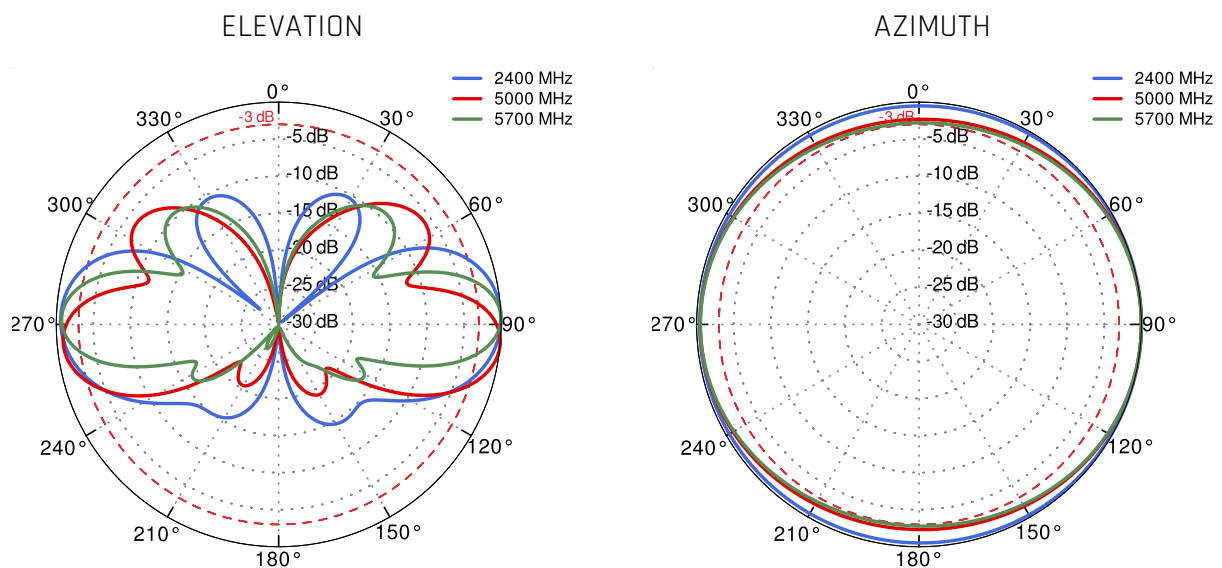 ELEVATION
2400 MHz
5000 MHz
5700 MHz
0°
30°
60°
90°
120°
150°
180°
210°
240°
270°
300°
330°
-3 dB
-5 dB
-10 dB
-15 dB
-20 dB
-25 dB
-30 dB
AZIMUTH
2400 MHz
5000 MHz
5700 MHz
0°
30°
60°
90°
120°
150°
180°
210°
240°
270°
300°
330°
-3 dB
-5 dB
-10 dB
-15 dB
-20 dB
-25 dB
-30 dB